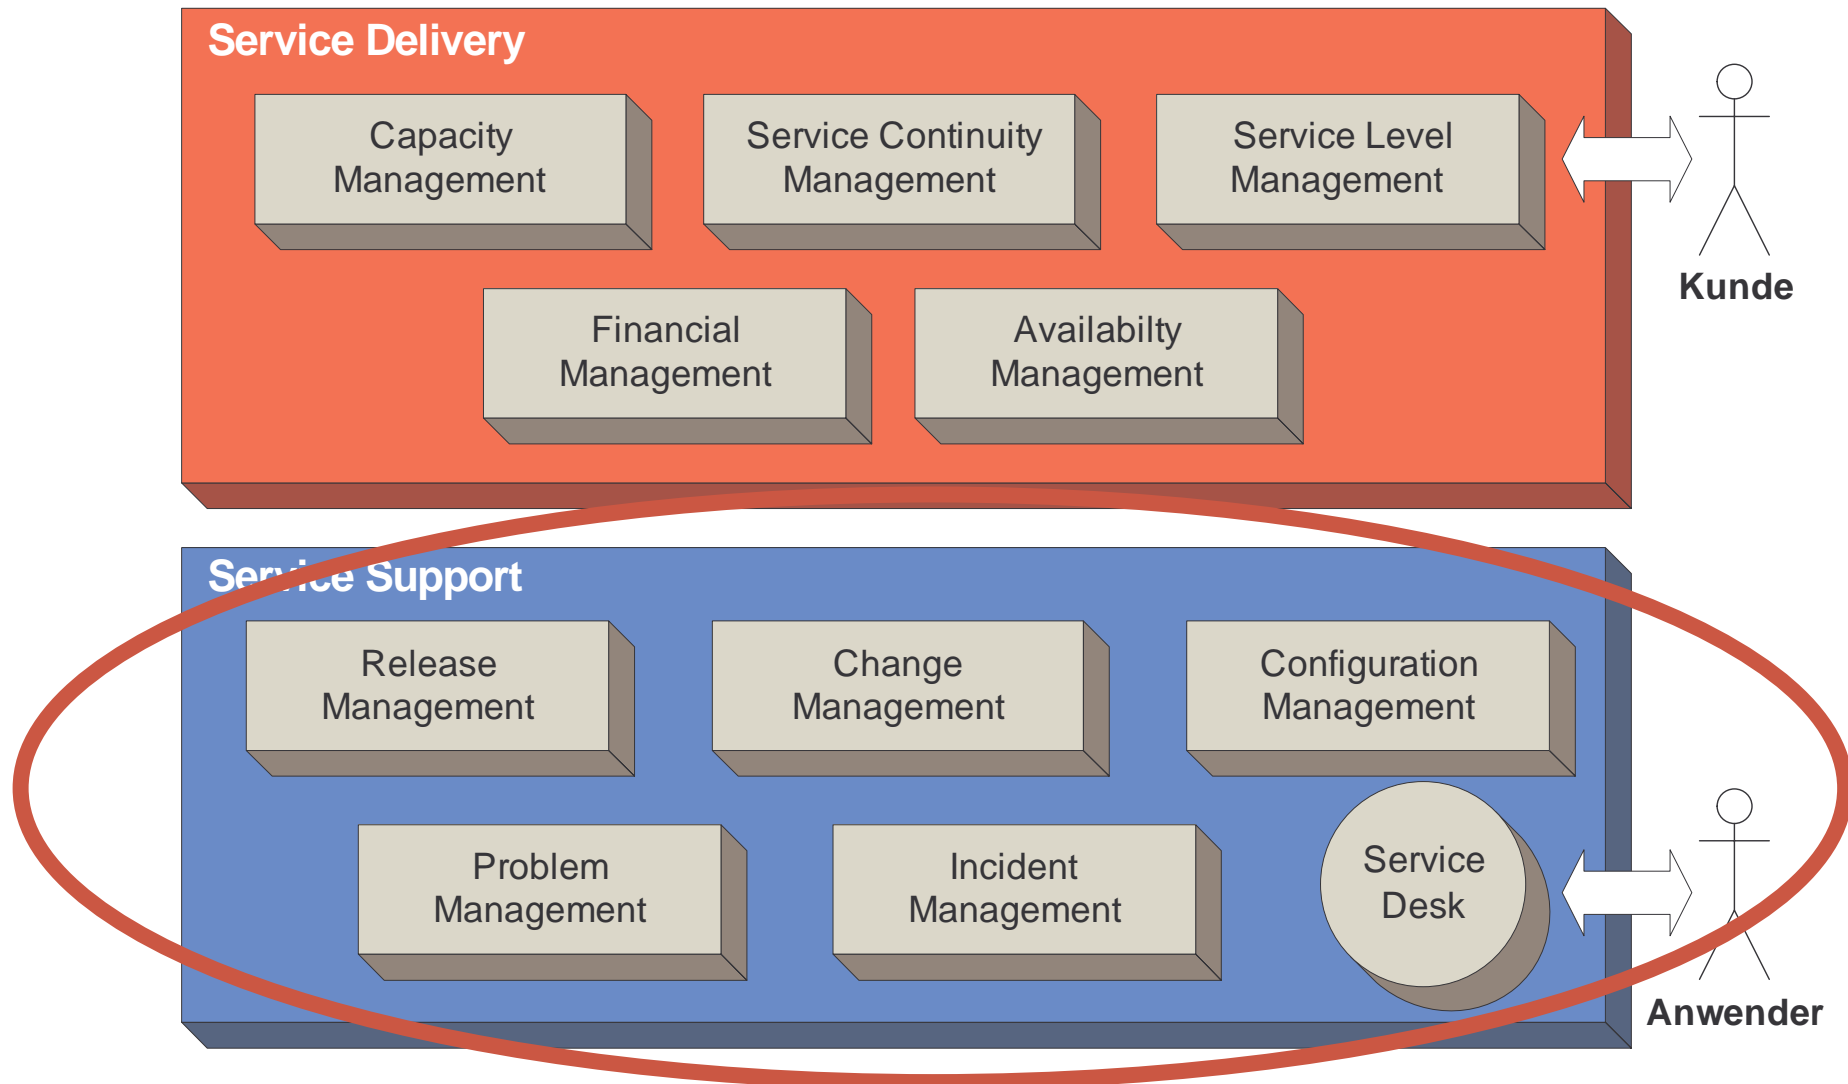 Service Delivery
Capacity
Management
Service Continuity
Management
Service Level
Management
Kunde
Financial
Management
Availabilty
Management
Service Support
Release
Management
Change
Management
Configuration
Management
Problem
Management
Incident
Management
Service
Desk
Anwender